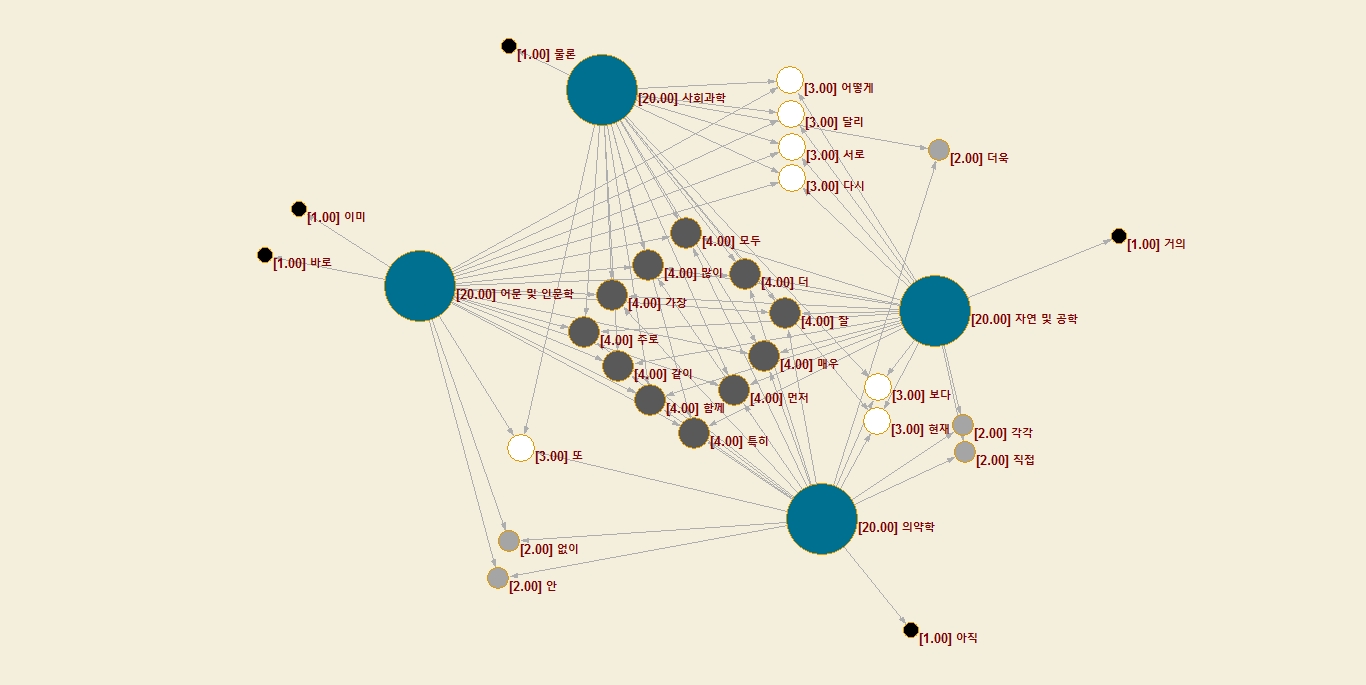 [1.00] 물론
[20.00] 사회과학
[3.00] 어떻게
[3.00] 달리
[3.00] 서로
[2.00] 더욱
[3.00] 다시
[1.00] 이미
[4.00] 모두
[1.00] 거의
[1.00] 바로
[4.00] 많이
[4.00] 더
[20.00] 어문 및 인문학
[4.00] 가장
[4.00] 잘
[20.00] 자연 및 공학
[4.00] 주로
[4.00] 매우
[4.00] 같이
[3.00] 보다
[4.00] 먼저
[4.00] 함께
[3.00] 현재
[2.00] 각각
[4.00] 특히
[3.00] 또
[2.00] 직접
[20.00] 의약학
[2.00] 없이
[2.00] 안
[1.00] 아직